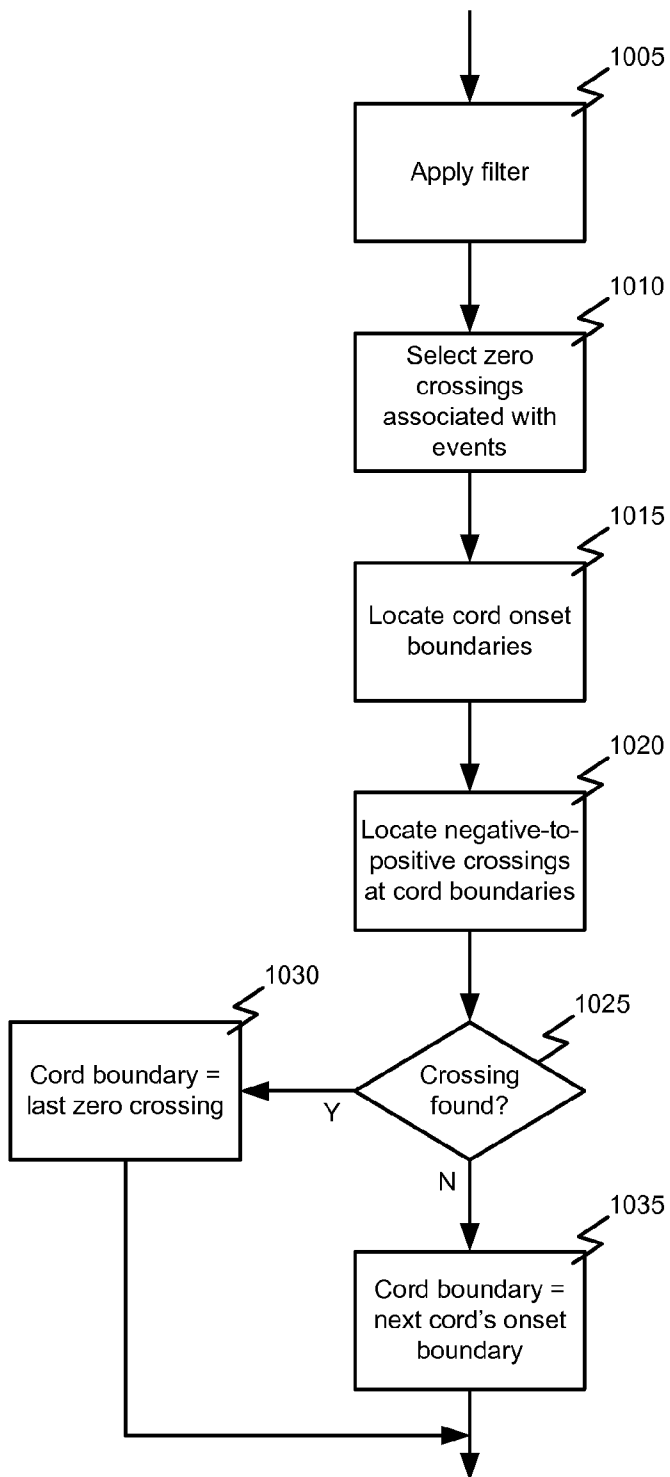 1005
Apply filter
1010
Select zero
crossings
associated with
events
1015
Locate cord onset
boundaries
1020
Locate negative-to-
positive crossings
at cord boundaries
1025
Crossing
found?
Y
N
1030
Cord boundary =
last zero crossing
1035
Cord boundary =
next cord's onset
boundary